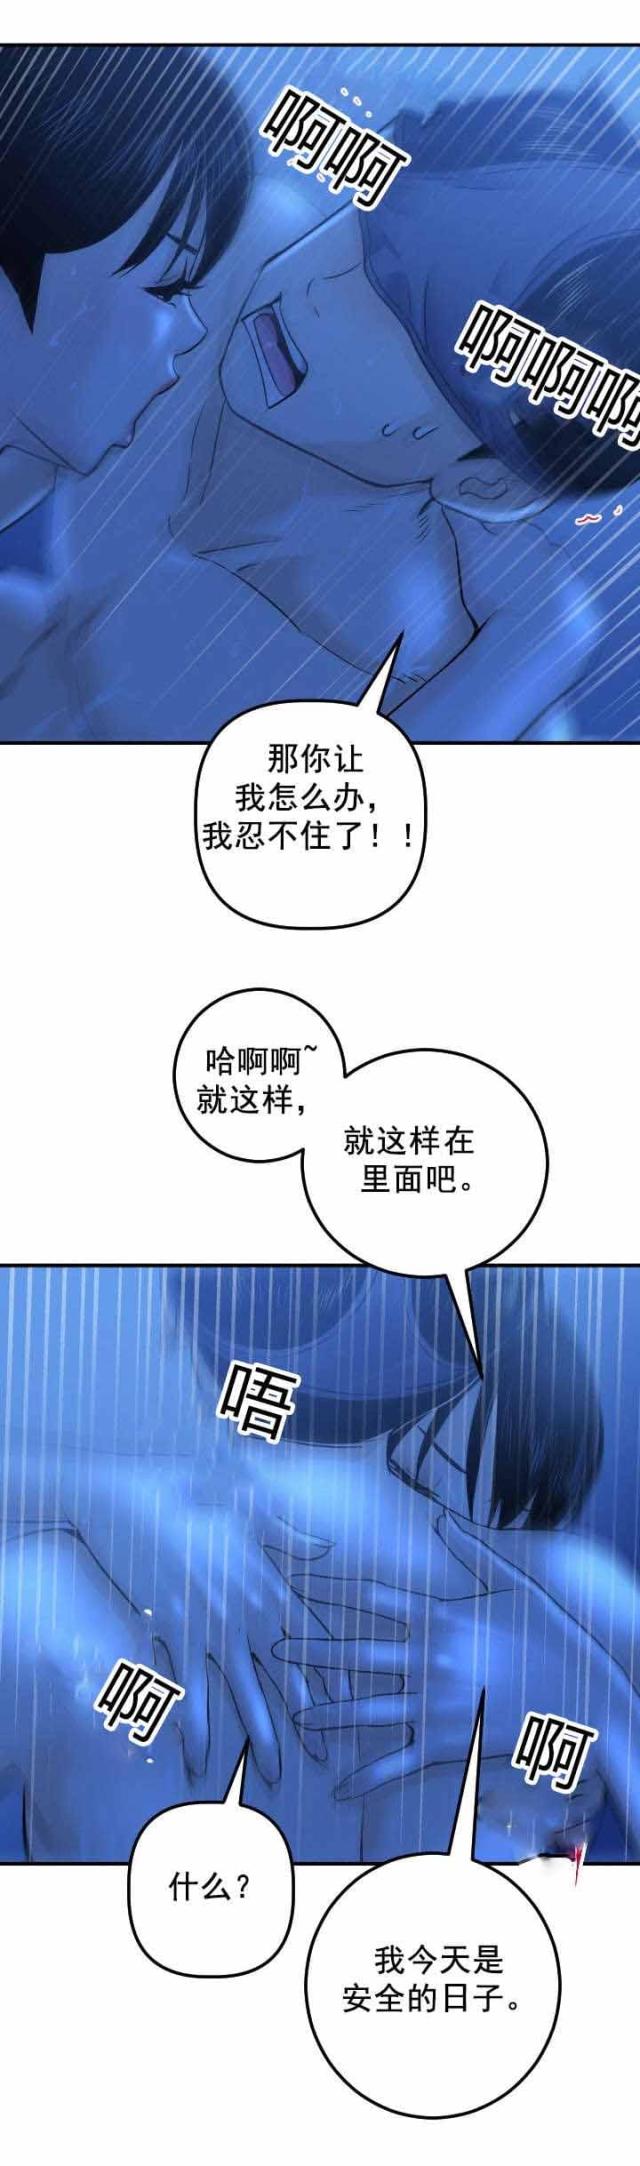 啊啊
啊啊啊
那你让
我怎么办，
我忍不住了！！
哈啊啊~
就这样，
就这样在
里面吧。
唔
啊
啊
什么？
我今天是
安全的日子。